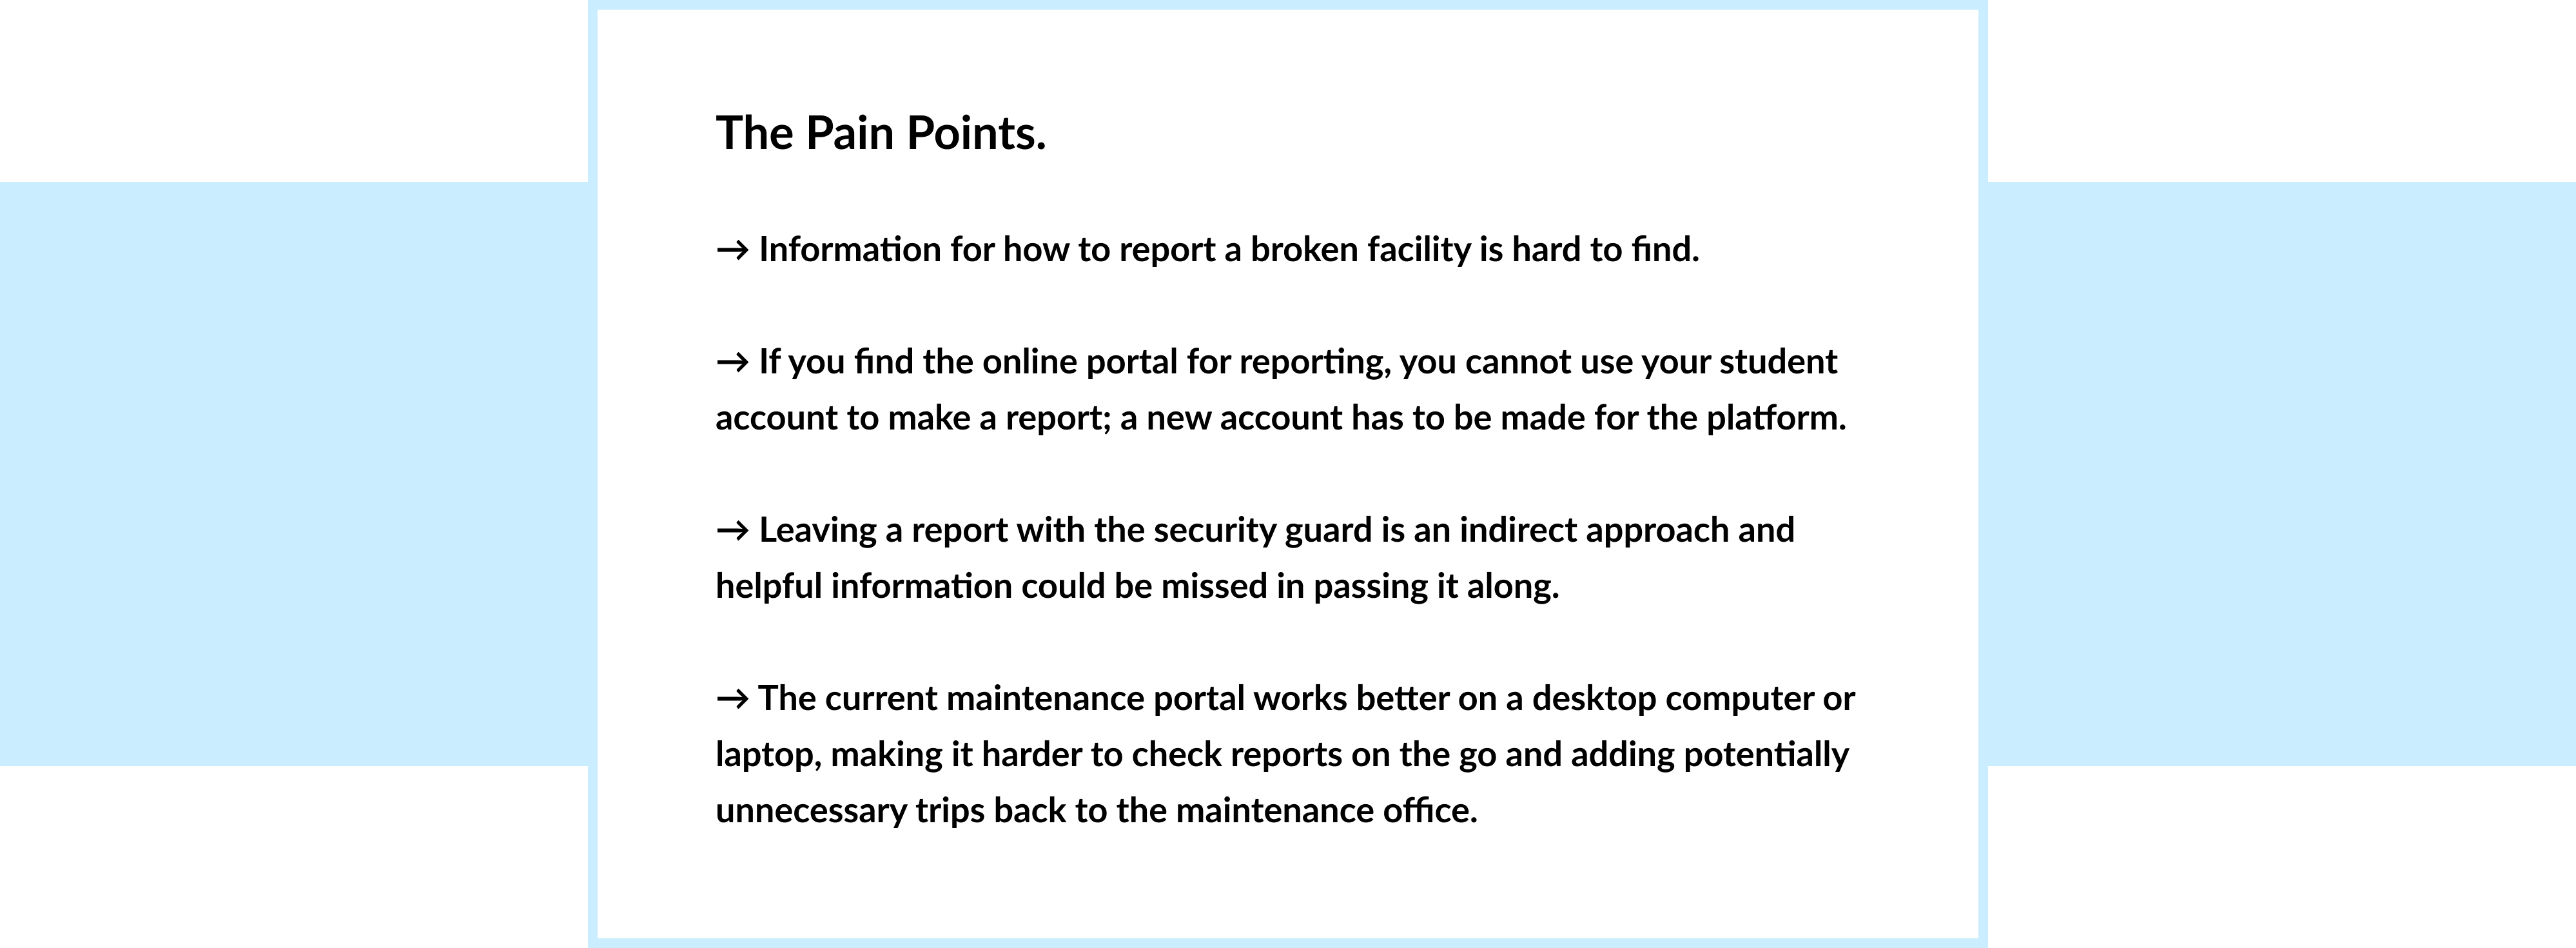 The Pain Points.
→ Information for how to report a broken facility is hard to find.
→ If you find the online portal for reporting, you cannot use your student
account to make a report; a new account has to be made for the platform.
→ Leaving a report with the security guard is an indirect approach and
helpful information could be missed in passing it along.
→ The current maintenance portal works better on a desktop computer or
laptop, making it harder to check reports on the go and adding potentially
unnecessary trips back to the maintenance office.